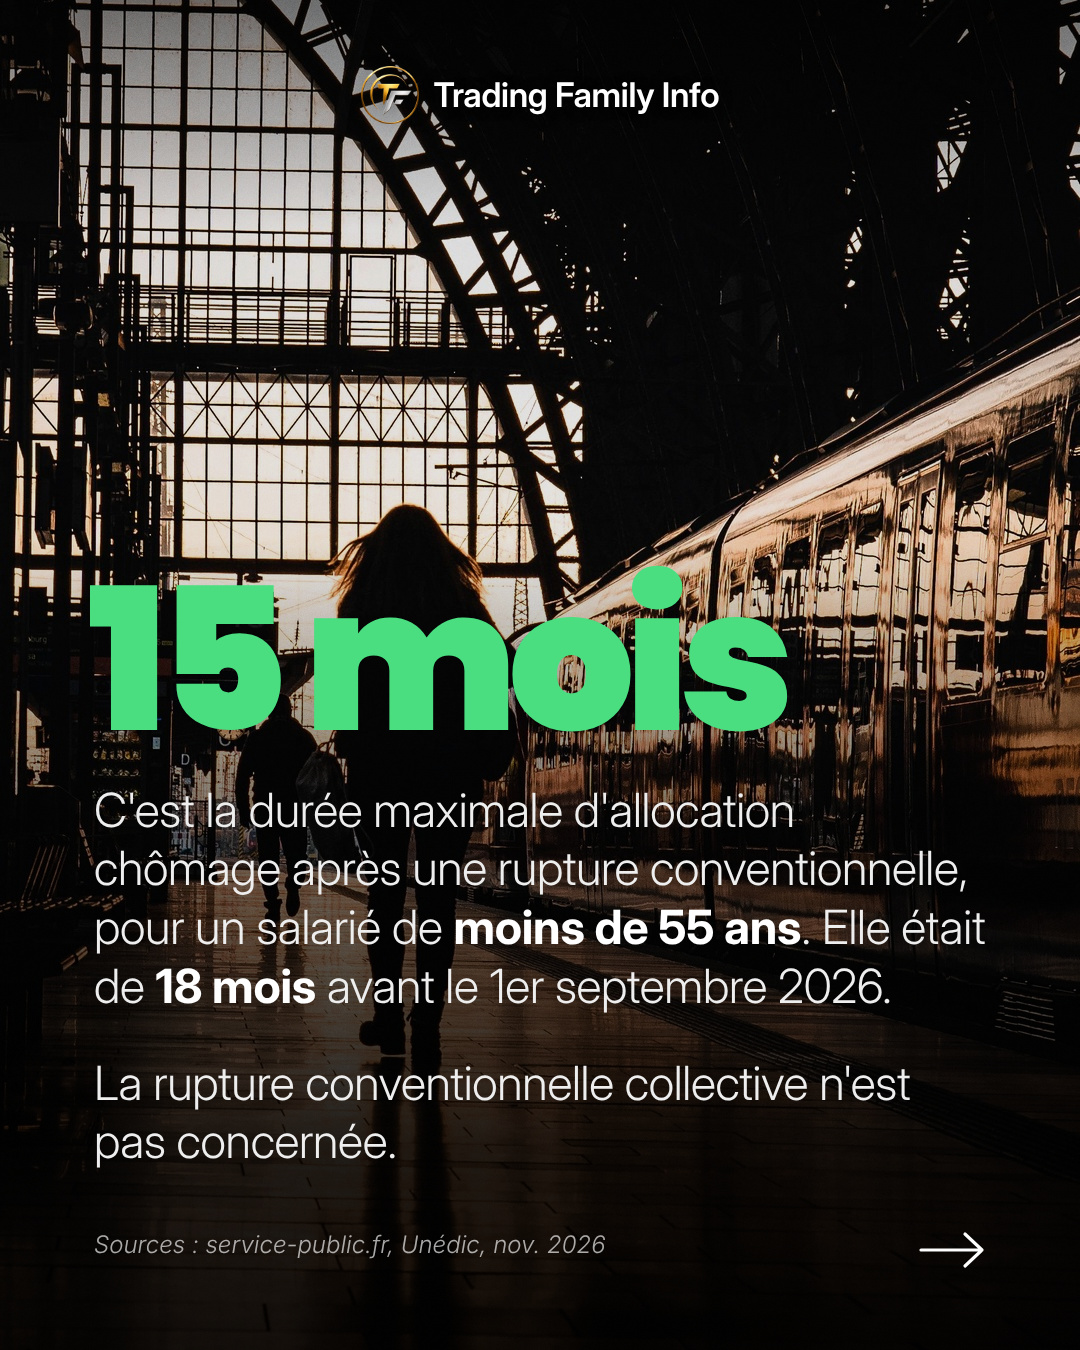 Trading Family Info
15 mois
C'est la durée maximale d'allocation
chômage après une rupture conventionnelle,
pour un salarié de moins de 55 ans. Elle était
de 18 mois avant le 1er septembre 2026.
La rupture conventionnelle collective n'est
pas concernée.
Sources : service-public.fr, Unédic, nov. 2026